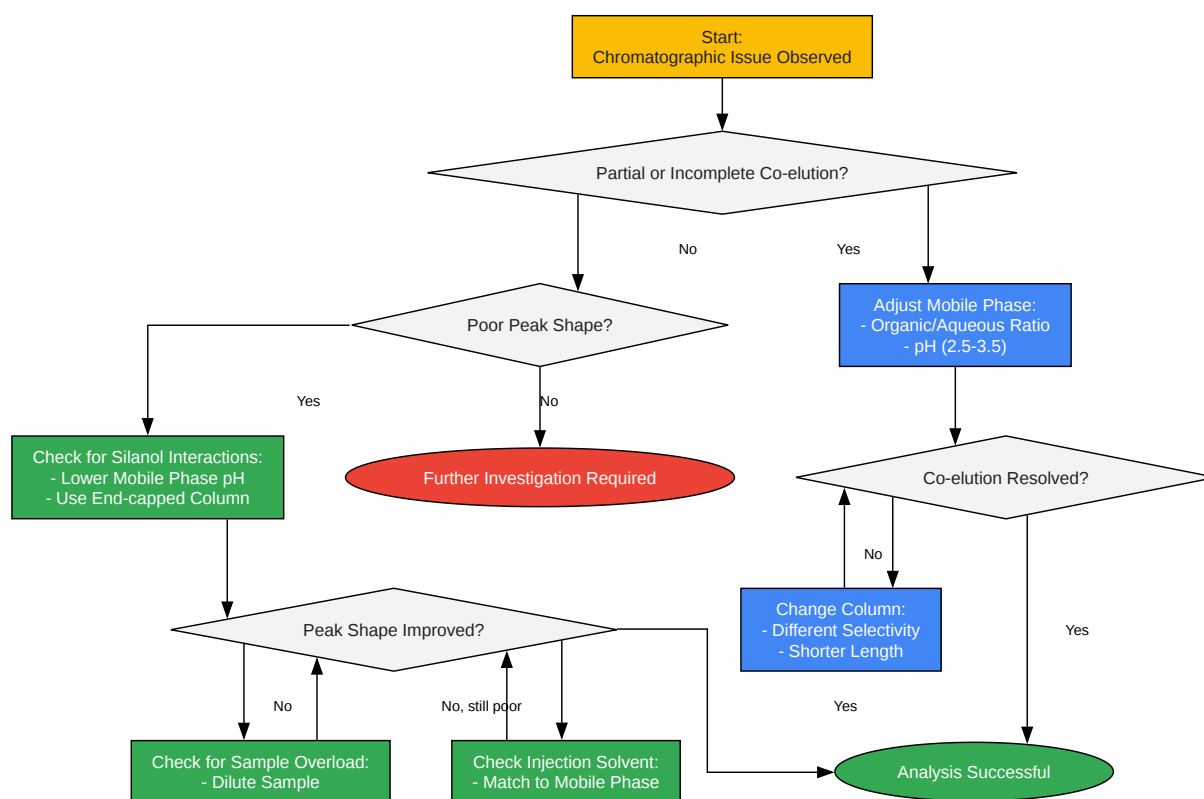 Start:
Chromatographic Issue Observed
Partial or Incomplete Co-elution?
No
Yes
Poor Peak Shape?
Adjust Mobile Phase:
- Organic/Aqueous Ratio
- pH (2.5-3.5)
Yes
No
Check for Silanol Interactions:
- Lower Mobile Phase pH
- Use End-capped Column
Further Investigation Required
Co-elution Resolved?
No
Change Column:
- Different Selectivity
- Shorter Length
Yes
Peak Shape Improved?
No
No, still poor
Yes
Check for Sample Overload:
- Dilute Sample
Check Injection Solvent:
- Match to Mobile Phase
Analysis Successful